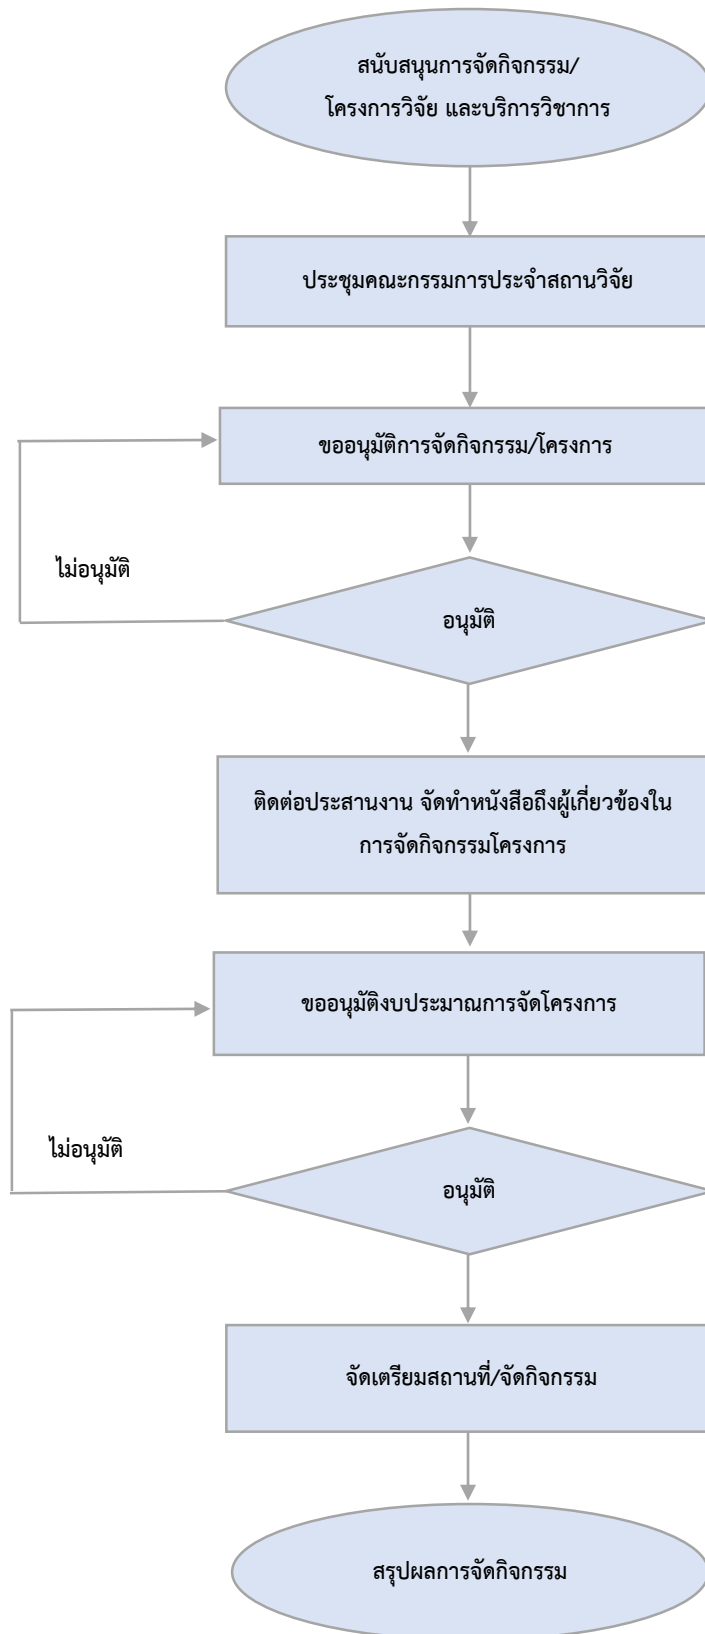 สนับสนุนการจัดกิจกรรม/
โครงการวิจัย และบริการวิชาการ
ประชุมคณะกรรมการประจำสถานวิจัย
ขออนุมัติการจัดกิจกรรม/โครงการ
ไม่อนุมัติ
อนุมัติ
ติดต่อประสานงาน จัดทำหนังสือถึงผู้เกี่ยวข้องใน
การจัดกิจกรรมโครงการ
ขออนุมัติงบประมาณการจัดโครงการ
ไม่อนุมัติ
อนุมัติ
จัดเตรียมสถานที่/จัดกิจกรรม
สรุปผลการจัดกิจกรรม